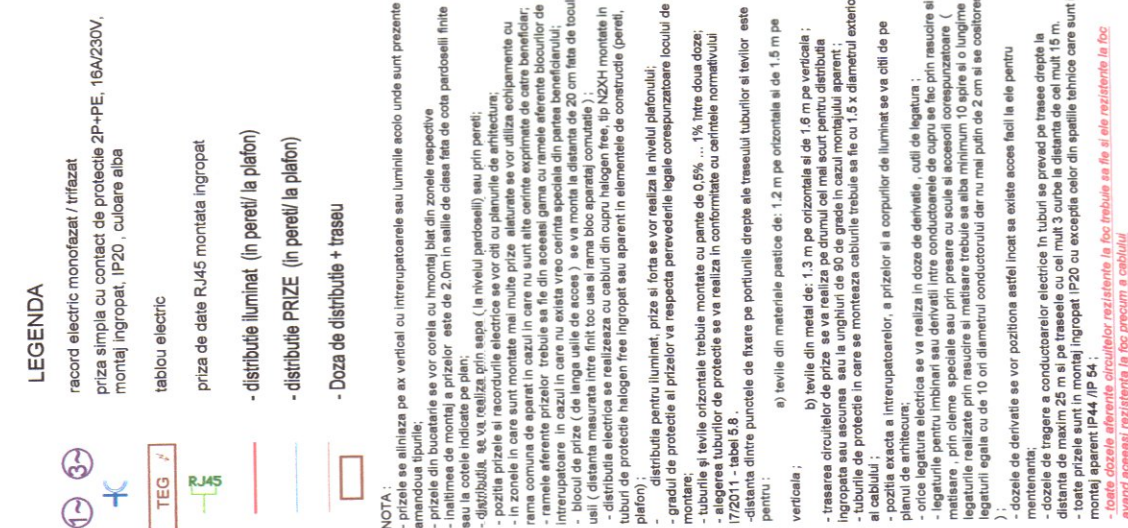 LEGENDA
1~ 3~
racord electric monofazat / trifazat
priza simpla cu contact de protectie 2P+PE, 16A/230V,
montaj ingropat, IP20 , culoare alba
TEG
tablou electric
RJ45
priza de date RJ45 montata ingropat
- distributie iluminat (in pereti/ la plafon)
- distributie PRIZE (in pereti/ la plafon)
- Doza de distributie + traseu
NOTA :
- prizele se aliniaza pe ax vertical cu intrerupatoarele sau luminile acolo unde sunt prezente
amandoua tipurile;
- prizele din bucatarie se vor corela cu hmontaj blat din zonele respective
- inaltimea de montaj a prizelor este de 2.0m in salile de clasa fata de cota pardoselii finite
sau la cotele indicate pe plan;
- distributia, se va realiza prin sapa ( la nivelul pardoselii) sau prin pereti;
- pozitia prizele si racordurile electrice se vor citi cu planurile de arhitectura;
- in zonele in care sunt montate mai multe prize alaturate se vor utiliza echipamente cu
rama comuna de aparat in cazul in care nu sunt alte cerinte exprimate de catre beneficiar;
- ramele aferente prizelor trebuie sa fie din aceeasi gama cu ramele aferente blocurilor de
intrerupatoare in cazul in care nu exista vreo cerinta speciala din partea beneficiarului;
- blocul de prize ( de langa usile de acces ) se va monta la distanta de 20 cm fata de tocul
usii ( distanta masurata intre finit toc usa si rama bloc aparataj comutatie ) ;
- distributia electrica se realizeaza cu cabluri din cupru halogen free, tip N2XH montate in
tuburi de protectie halogen free ingropat sau aparent in elementele de constructie (pereti,
plafon) ;
- distributia pentru iluminat, prize si forta se vor realiza la nivelul plafonului;
- gradul de protectie al prizelor va respecta perevederile legale corespunzatoare locului de
montare;
- tuburile şi tevile orizontale trebuie montate cu pante de 0,5% ... 1% între doua doze;
- alegerea tuburilor de protectie se va realiza in conformitate cu cerintele normativului
I7/2011 - tabel 5.8 .
-distanta dintre punctele de fixare pe portiunile drepte ale traseului tuburilor si tevilor este
pentru :
a) tevile din materiale pastice de: 1.2 m pe orizontala si de 1.5 m pe
verticala ;
b) tevile din metal de: 1.3 m pe orizontala si de 1.6 m pe verticala ;
- trasarea circuitelor de prize se va realiza pe drumul cel mai scurt pentru distributia
ingropata sau ascunsa sau la unghiuri de 90 de grade in cazul montajului aparent ;
- tuburile de protectie in care se monteaza cablurile trebuie sa fie cu 1.5 x diametrul exterior
al cablului ;
- pozitia exacta a intrerupatoarelor, a prizelor si a corpurilor de iluminat se va citi de pe
planul de arhitecura;
- orice legatura electrica se va realiza in doze de derivatie , cutii de legatura ;
- legaturile pentru imbinari sau derivatii intre conductoarele de cupru se fac prin rasucire si
matisare , prin cleme speciale sau prin presare cu scule si accesorii corespunzatoare (
legaturile realizate prin rasucire si matisare trebuie sa aiba minimum 10 spire si o lungime
legaturii egala cu de 10 ori diametrul conductorului dar nu mai putin de 2 cm si se cositoresc
) ;
- dozele de derivatie se vor pozitiona astfel incat sa existe acces facil la ele pentru
mentenanta;
- dozele de tragere a conductoarelor electrice în tuburi se prevad pe trasee drepte la
distanta de maxim 25 m si pe traseele cu cel mult 3 curbe la distanta de cel mult 15 m.
- toate prizele sunt in montaj ingropat IP20 cu exceptia celor din spatiile tehnice care sunt
montaj aparent IP44 /IP 54 ;
- toate dozele aferente circuitelor rezistente la foc trebuie sa fie si ele rezistente la foc
avand aceeasi rezistenta la foc precum a cablului